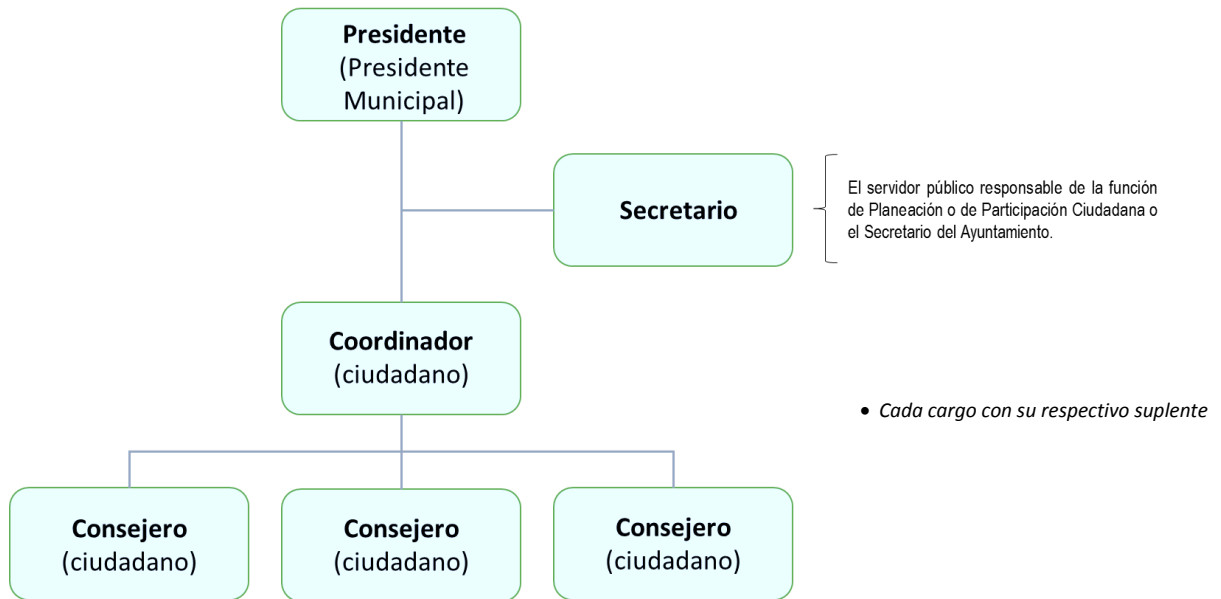 Presidente
(Presidente
Municipal)
Secretario
El servidor público responsable de la función
de Planeación o de Participación Ciudadana o
el Secretario del Ayuntamiento.
Coordinador
(ciudadano)
• Cada cargo con su respectivo suplente
Consejero
(ciudadano)
Consejero
(ciudadano)
Consejero
(ciudadano)